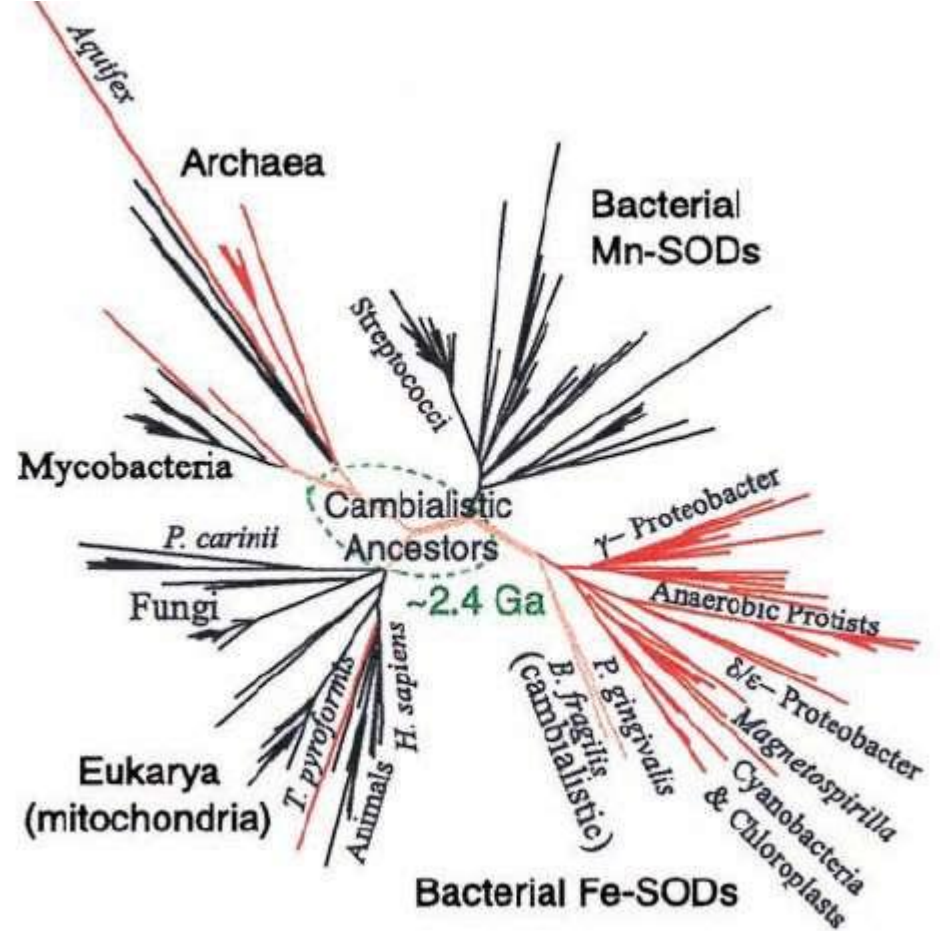 Aquifex
Archaea
Bacterial
Mn-SODs
Streptococci
Mycobacteria
Cambialistic
Ancestors
~2.4 Ga
P. carinii
Fungi
γ– Proteobacter
Anaerobic Protists
δ/ε– Proteobacter
Magnetospirilla
Cyanobacteria
& Chloroplasts
P. gingivalis
B. fragilis
(cambialistic)
H. sapiens
T. pyroformis
Animals
Eukarya
(mitochondria)
Bacterial Fe-SODs